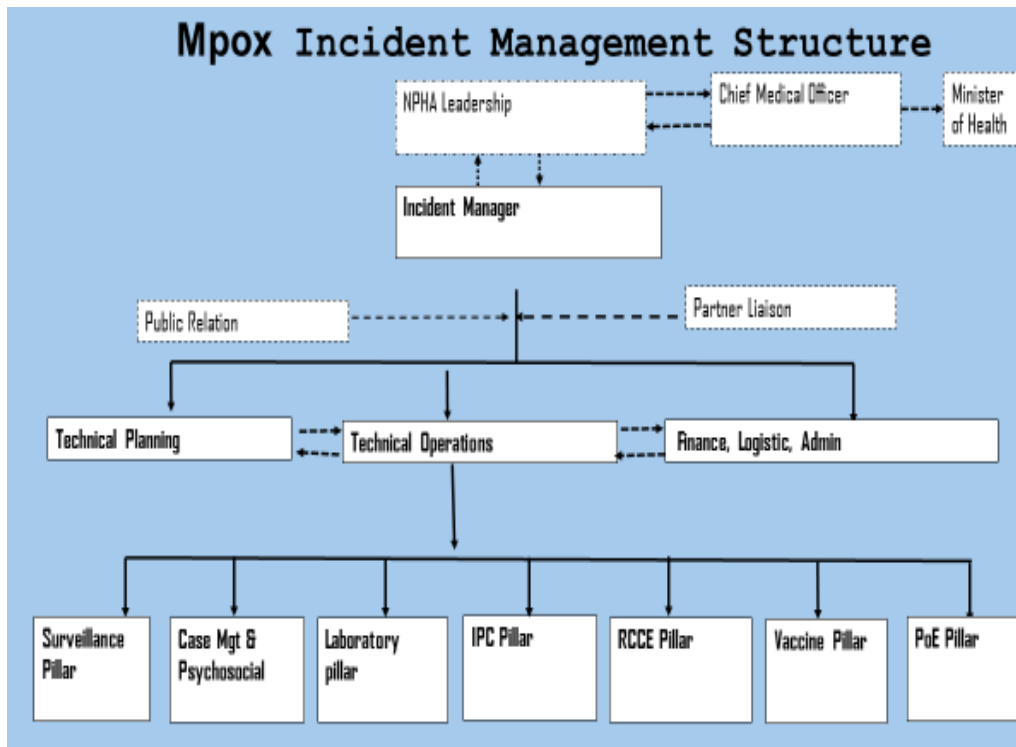 Mpox Incident Management Structure
NPHA Leadership
Chief Medical Officer
Minister
of Health
Incident Manager
Public Relation
Partner Liaison
Technical Planning
Technical Operations
Finance, Logistic, Admin
Surveillance
Pillar
Case Mgt &
Psychosocial
Laboratory
pillar
IPC Pillar
RCCE Pillar
Vaccine Pillar
PoE Pillar